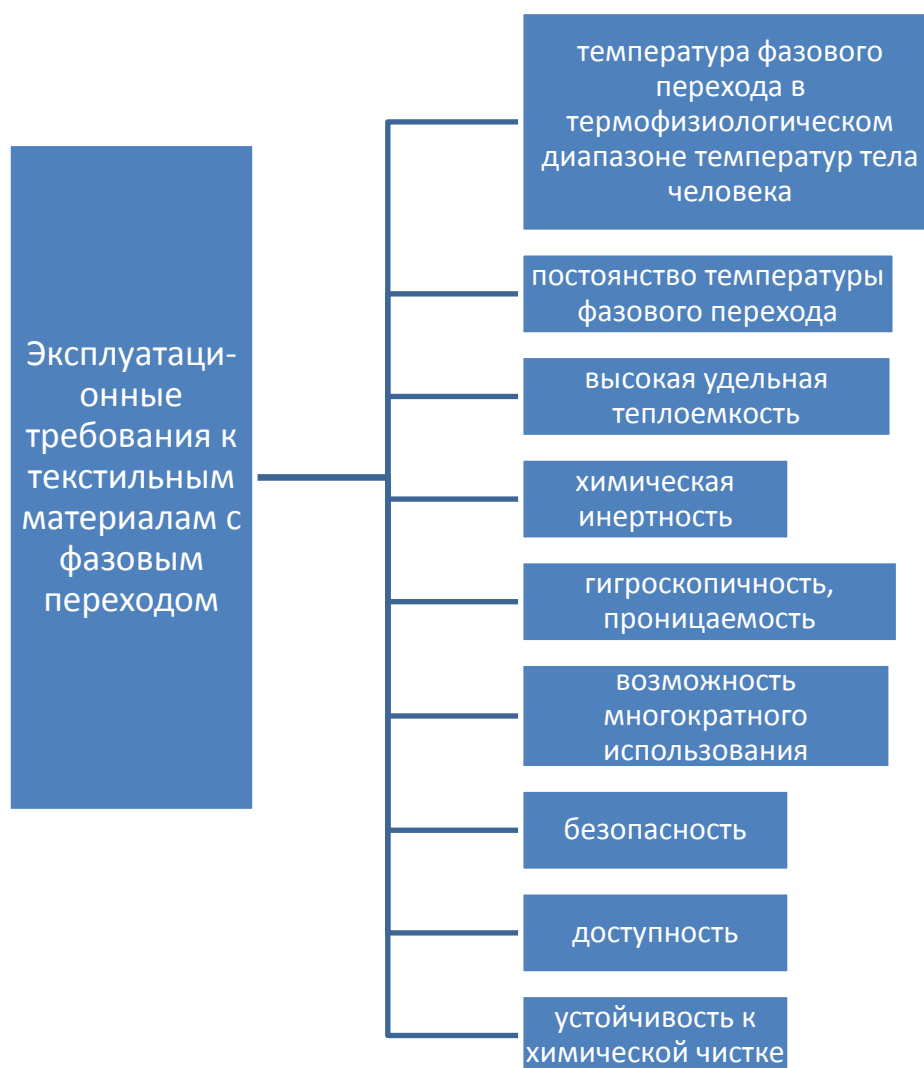 Эксплуатаци-
онные
требования к
текстильным
материалам с
фазовым
переходом
температура фазового
перехода в
термофизиологическом
диапазоне температур тела
человека
постоянство температуры
фазового перехода
высокая удельная
теплоемкость
химическая
инертность
гигроскопичность,
проницаемость
возможность
многократного
использования
безопасность
доступность
устойчивость к
химической чистке